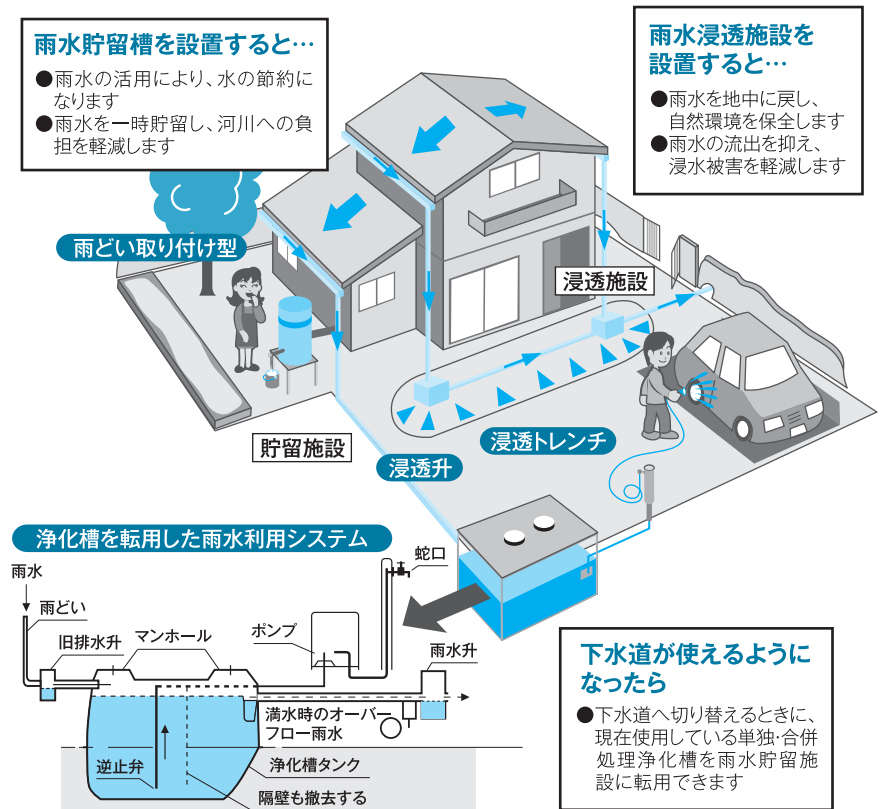 雨水貯留槽を設置すると…
●雨水の活用により、水の節約に
なります
●雨水を一時貯留し、河川への負
担を軽減します
雨水浸透施設を
設置すると…
●雨水を地中に戻し、
自然環境を保全します
●雨水の流出を抑え、
浸水被害を軽減します
雨どい取り付け型
浸透施設
貯留施設
浸透升
浸透トレンチ
浄化槽を転用した雨水利用システム
雨水
雨どい
旧排水升
マンホール
ポンプ
蛇口
雨水升
満水時のオーバー
フロー雨水
逆止弁
浄化槽タンク
隔壁も撤去する
下水道が使えるように
なったら
●下水道へ切り替えるときに、
現在使用している単独・合併
処理浄化槽を雨水貯留施
設に転用できます